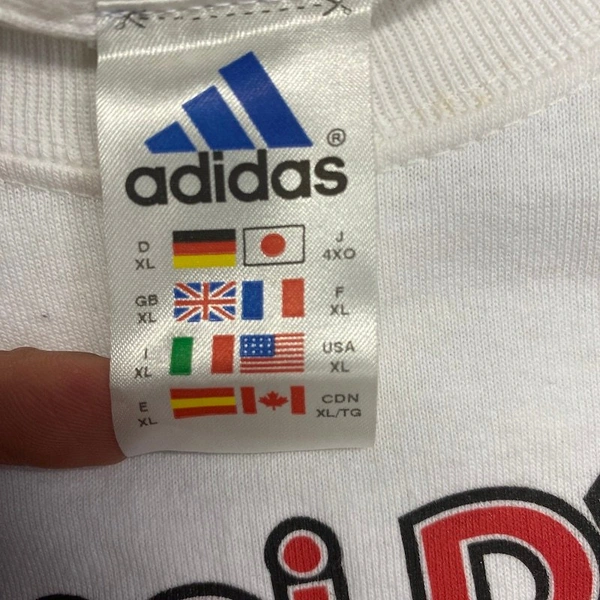 ®
adidas
D J
XL 4XO
GB F
XL XL
I USA
XL XL
E CDN
XL XL/TG